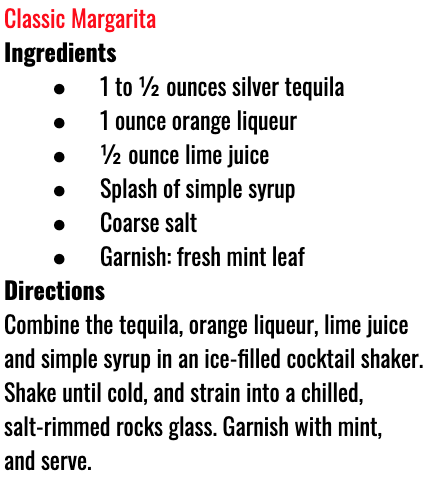 Classic Margarita
Ingredients
● 1 to ½ ounces silver tequila
● 1 ounce orange liqueur
● ½ ounce lime juice
● Splash of simple syrup
● Coarse salt
● Garnish: fresh mint leaf
Directions
Combine the tequila, orange liqueur, lime juice
and simple syrup in an ice-filled cocktail shaker.
Shake until cold, and strain into a chilled,
salt-rimmed rocks glass. Garnish with mint,
and serve.